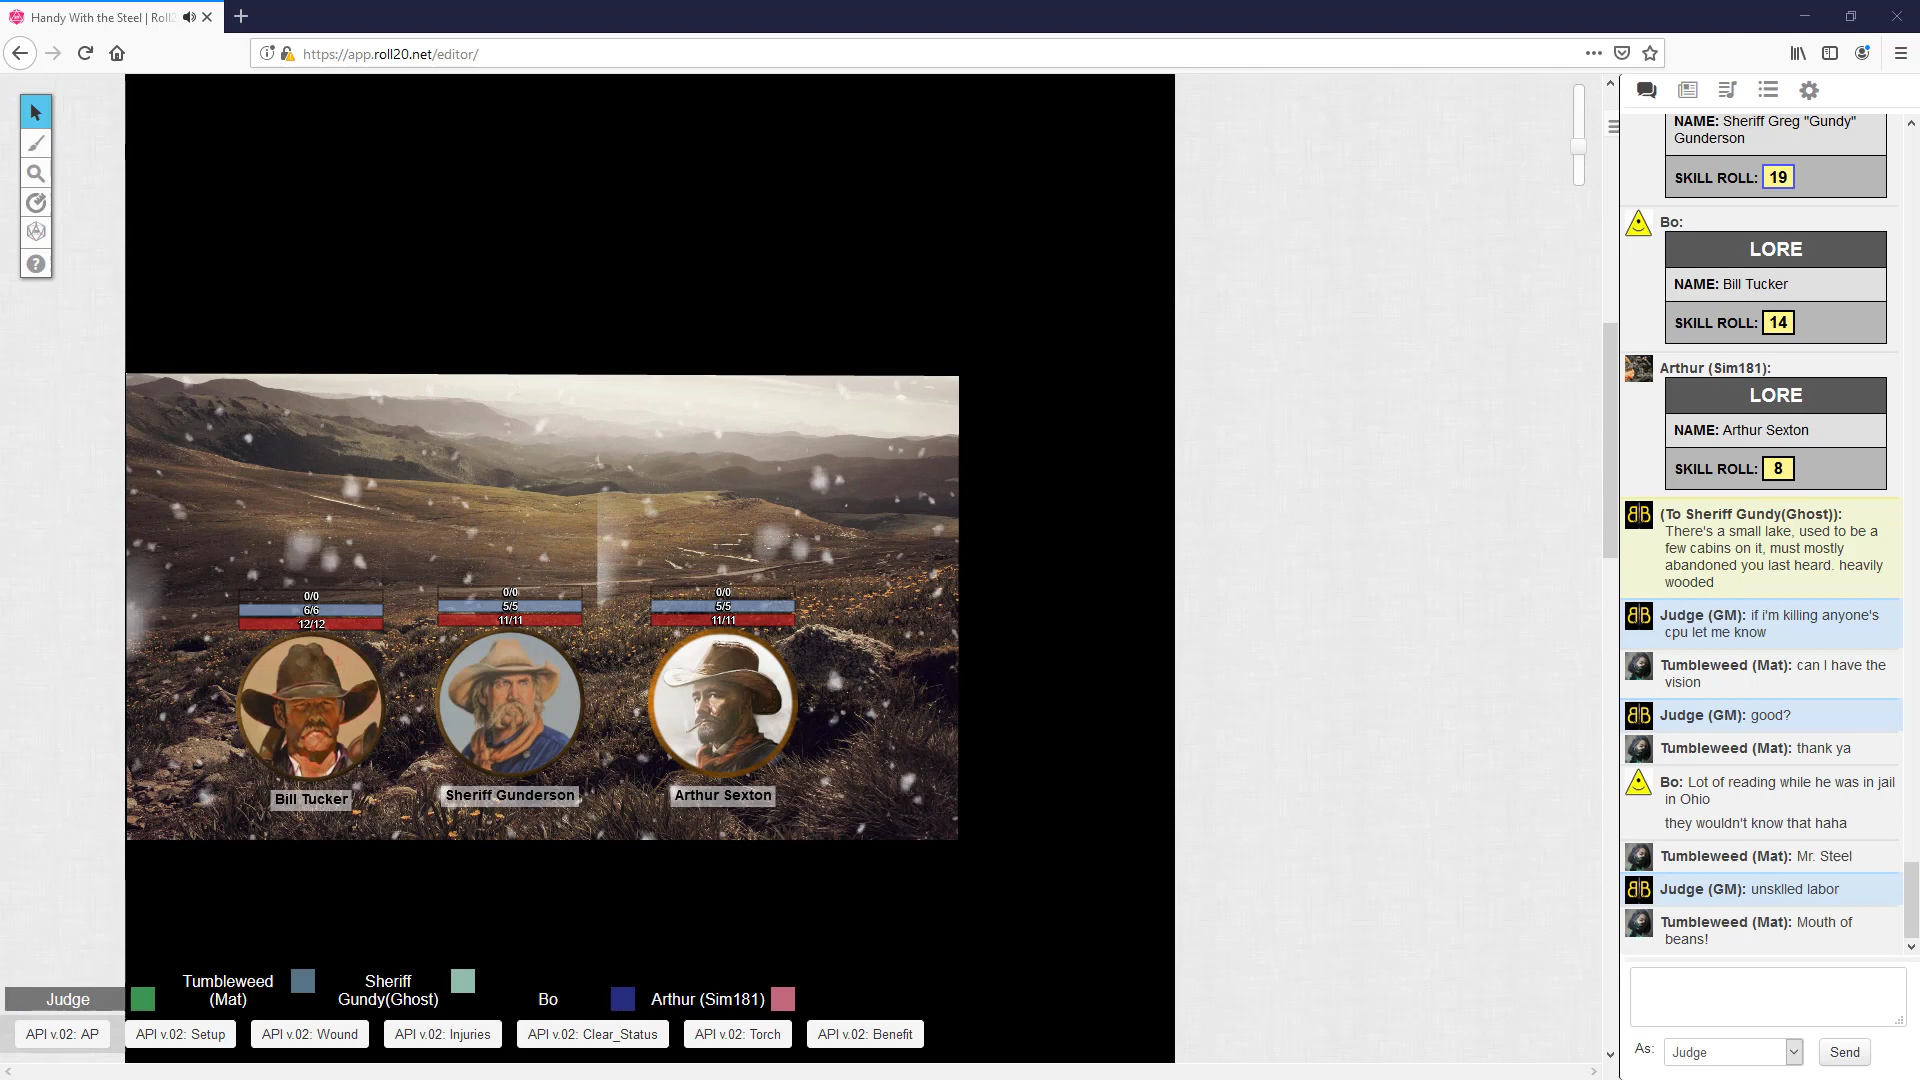 Handy With the Steel | Roll2
https://app.roll20.net/editor/
NAME: Sheriff Greg "Gundy"
Gunderson
SKILL ROLL: 19
Bo:
LORE
NAME: Bill Tucker
SKILL ROLL: 14
Arthur (Sim181):
LORE
NAME: Arthur Sexton
SKILL ROLL: 8
(To Sheriff Gundy(Ghost)):
There's a small lake, used to be a
few cabins on it, must mostly
abandoned you last heard. heavily
wooded
Judge (GM): if i'm killing anyone's
cpu let me know
Tumbleweed (Mat): can I have the
vision
Judge (GM): good?
Tumbleweed (Mat): thank ya
Bo: Lot of reading while he was in jail
in Ohio
they wouldn't know that haha
Tumbleweed (Mat): Mr. Steel
Judge (GM): unsklled labor
Tumbleweed (Mat): Mouth of
beans!
As: Judge Send
0/0 0/0 0/0
6/6 5/5 5/5
12/12 11/11 11/11
Bill Tucker Sheriff Gunderson Arthur Sexton
Judge
Tumbleweed
(Mat)
Sheriff
Gundy(Ghost)
Bo
Arthur (Sim181)
API v.02: AP API v.02: Setup API v.02: Wound API v.02: Injuries API v.02: Clear_Status API v.02: Torch API v.02: Benefit